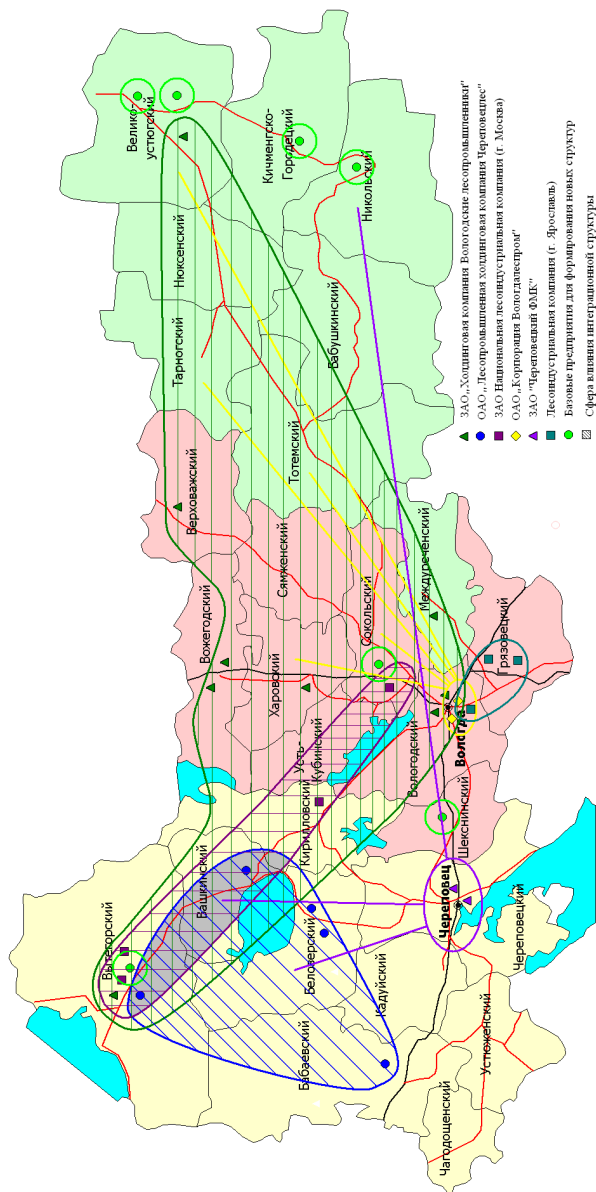 Велико-
устюгский
Кичменгско-
Городецкий
Никольский
Нюксенский
Тарногский
Бабушкинский
Тотемский
Верховажский
Сямженский
Вожегодский
Харовский
Сокольский
Междуреченский
Грязовецкий
Усть-
Кубинский
Кирилловский
Вологодский
Вологда
Шекснинский
Вытегорский
Вашкинский
Белозерский
Череповец
Череповецкий
Кадуйский
Бабаевский
Устюженский
Чагодощенский
ЗАО„Холдинговая компания Вологодские лесопромышленники"
ОАО„Лесопромышленная холдинговая компания Череповецлес"
ЗАО Национальная лесоиндустриальная компания (г. Москва)
ОАО„Корпорация Вологдалеспром"
ЗАО "Череповецкий ФМК"
Лесоиндустриальная компания (г. Ярославль)
Базовые предприятия для формирования новых структур
Сфера влияния интеграционной структуры